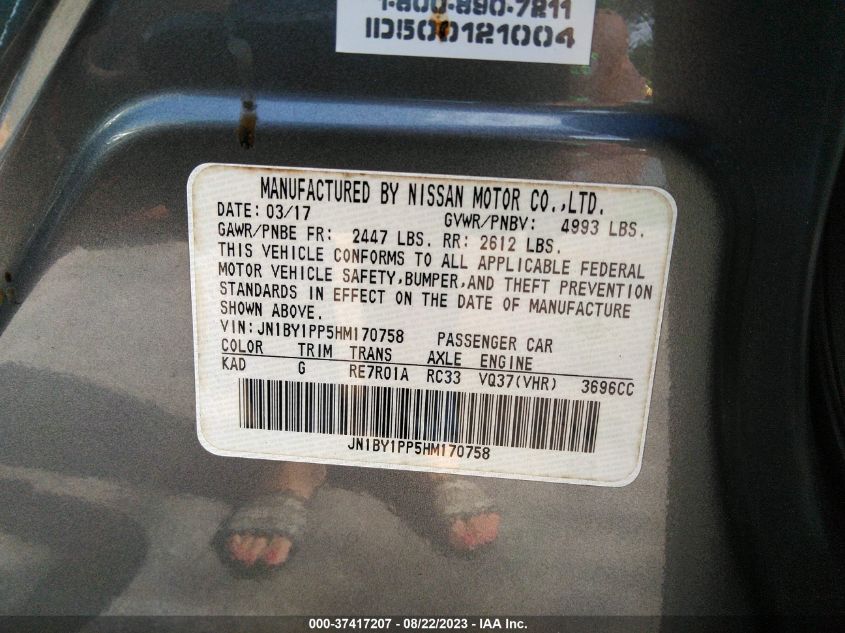 1-800-890-7211
IID500121004
MANUFACTURED BY NISSAN MOTOR CO.,LTD.
DATE: 03/17 GVWR/PNBV: 4993 LBS.
GAWR/PNBE FR: 2447 LBS. RR: 2612 LBS.
THIS VEHICLE CONFORMS TO ALL APPLICABLE FEDERAL
MOTOR VEHICLE SAFETY,BUMPER,AND THEFT PREVENTION
STANDARDS IN EFFECT ON THE DATE OF MANUFACTURE
SHOWN ABOVE.
VIN:JN1BY1PP5HM170758 PASSENGER CAR
COLOR TRIM TRANS AXLE ENGINE
KAD G RE7R01A RC33 VQ37(VHR) 3696CC
JN1BY1PP5HM170758
000-37417207 - 08/22/2023 - IAA Inc.